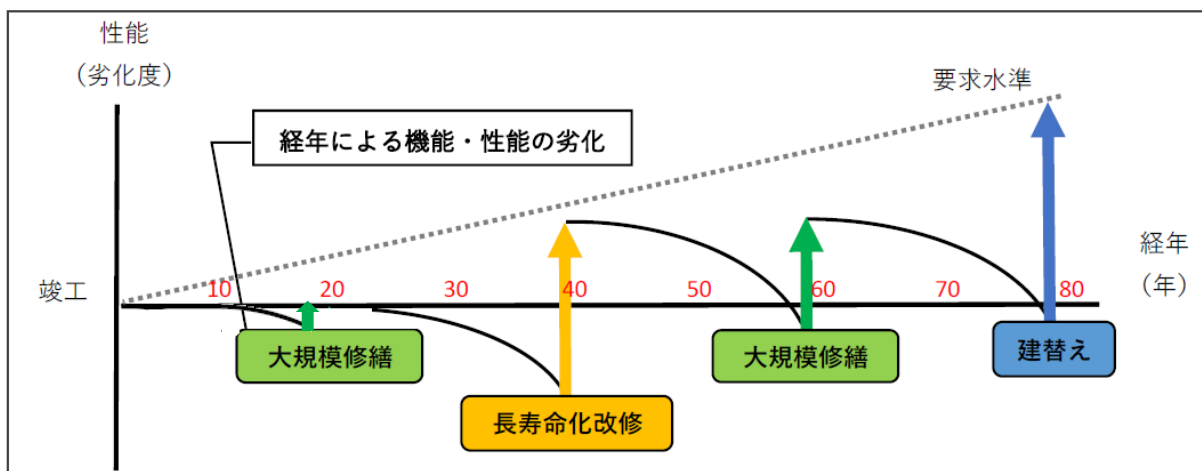 性能
（劣化度）
要求水準
経年による機能・性能の劣化
竣工
10
20
30
40
50
60
70
80
経年
（年）
大規模修繕
大規模修繕
建替え
長寿命化改修